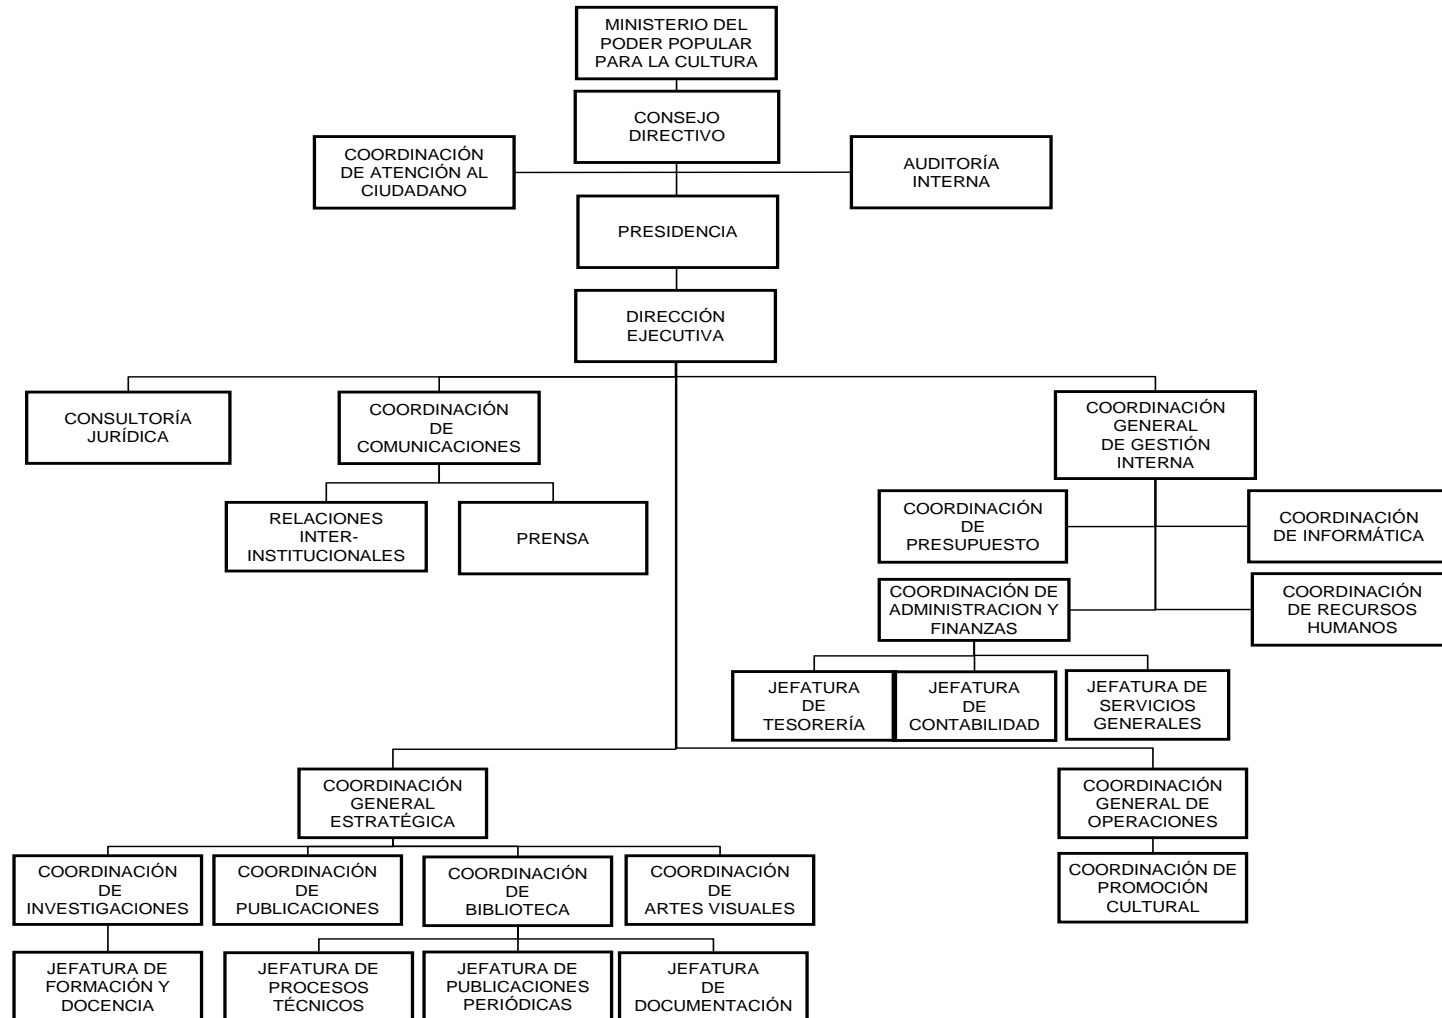 MINISTERIO DEL
PODER POPULAR
PARA LA CULTURA
CONSEJO
DIRECTIVO
COORDINACIÓN
DE ATENCIÓN AL
CIUDADANO
AUDITORÍA
INTERNA
PRESIDENCIA
DIRECCIÓN
EJECUTIVA
CONSULTORÍA
JURÍDICA
COORDINACIÓN
DE
COMUNICACIONES
COORDINACIÓN
GENERAL
DE GESTIÓN
INTERNA
RELACIONES
INTER-
INSTITUCIONALES
PRENSA
COORDINACIÓN
DE
PRESUPUESTO
COORDINACIÓN
DE INFORMÁTICA
COORDINACIÓN DE
ADMINISTRACION Y
FINANZAS
COORDINACIÓN
DE RECURSOS
HUMANOS
JEFATURA
DE
TESORERÍA
JEFATURA
DE
CONTABILIDAD
JEFATURA DE
SERVICIOS
GENERALES
COORDINACIÓN
GENERAL
ESTRATÉGICA
COORDINACIÓN
GENERAL DE
OPERACIONES
COORDINACIÓN
DE
INVESTIGACIONES
COORDINACIÓN
DE
PUBLICACIONES
COORDINACIÓN
DE
BIBLIOTECA
COORDINACIÓN
DE
ARTES VISUALES
COORDINACIÓN DE
PROMOCIÓN
CULTURAL
JEFATURA DE
FORMACIÓN Y
DOCENCIA
JEFATURA DE
PROCESOS
TÉCNICOS
JEFATURA DE
PUBLICACIONES
PERIÓDICAS
JEFATURA
DE
DOCUMENTACIÓN